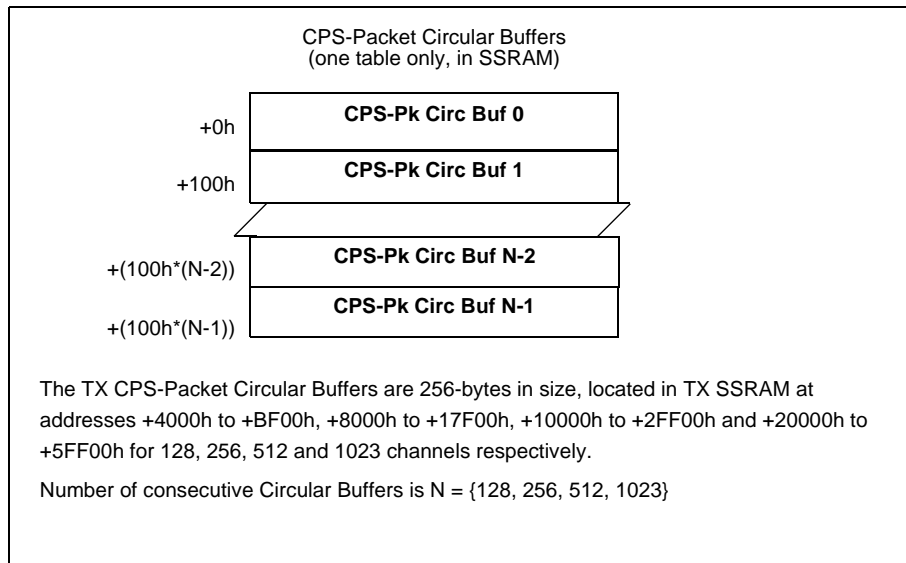 CPS-Packet Circular Buffers
(one table only, in SSRAM)
+0h
CPS-Pk Circ Buf 0
+100h
CPS-Pk Circ Buf 1
+(100h*(N-2))
CPS-Pk Circ Buf N-2
+(100h*(N-1))
CPS-Pk Circ Buf N-1
The TX CPS-Packet Circular Buffers are 256-bytes in size, located in TX SSRAM at
addresses +4000h to +BF00h, +8000h to +17F00h, +10000h to +2FF00h and +20000h to
+5FF00h for 128, 256, 512 and 1023 channels respectively.
Number of consecutive Circular Buffers is N = {128, 256, 512, 1023}